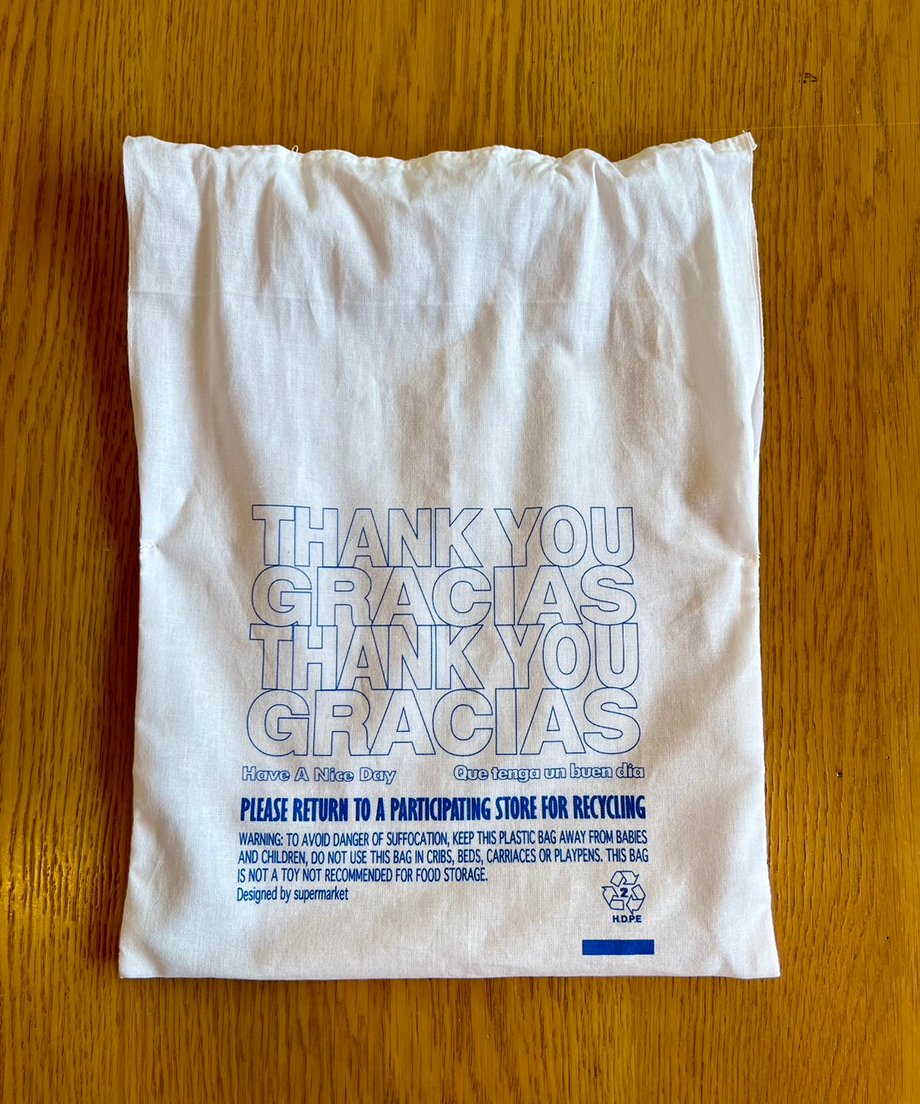 THANK YOU
GRACIAS
THANK YOU
GRACIAS
Have A Nice Day Que tenga un buen día
PLEASE RETURN TO A PARTICIPATING STORE FOR RECYCLING
WARNING: TO AVOID DANGER OF SUFFOCATION, KEEP THIS PLASTIC BAG AWAY FROM BABIES
AND CHILDREN, DO NOT USE THIS BAG IN CRIBS, BEDS, CARRIACES OR PLAYPENS. THIS BAG
IS NOT A TOY NOT RECOMMENDED FOR FOOD STORAGE.
Designed by supermarket
2
H.D.P.E